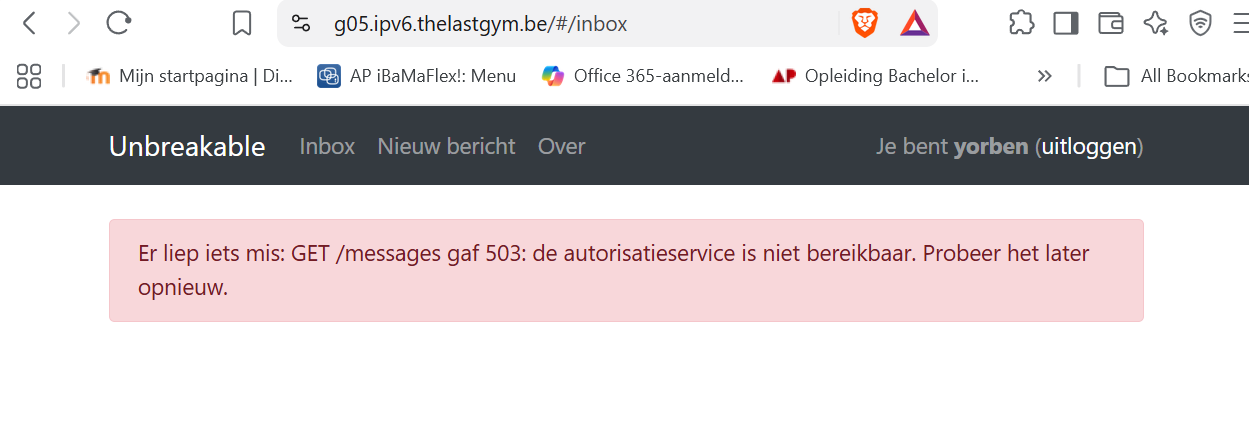 g05.ipv6.thelastgym.be/#/inbox
Mijn startpagina | Di... AP iBaMaFlex!: Menu Office 365-aanmeld... AP Opleiding Bachelor i... » All Bookmarks
Unbreakable Inbox Nieuw bericht Over Je bent yorben (uitloggen)
Er liep iets mis: GET /messages gaf 503: de autorisatieservice is niet bereikbaar. Probeer het later
opnieuw.